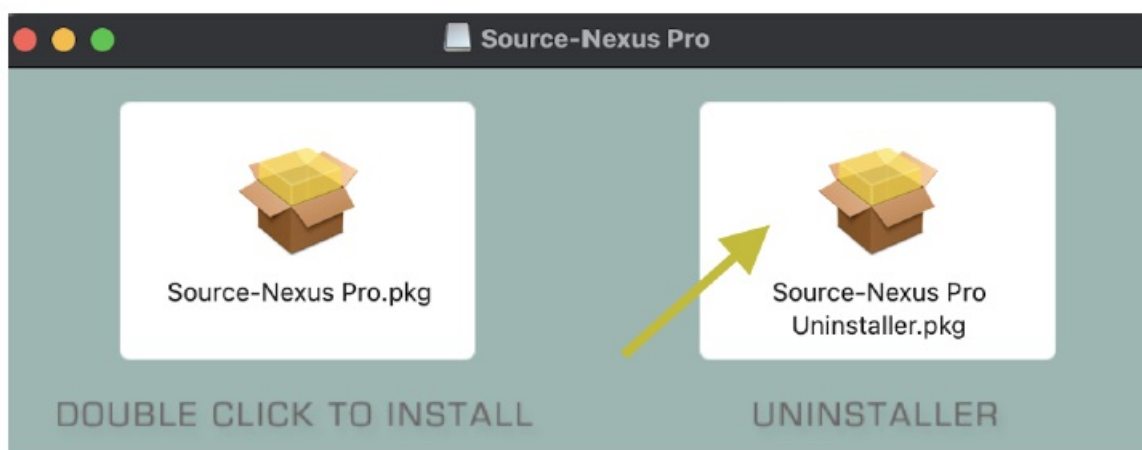 Source-Nexus Pro
Source-Nexus Pro.pkg
Source-Nexus Pro
Uninstaller.pkg
DOUBLE CLICK TO INSTALL
UNINSTALLER